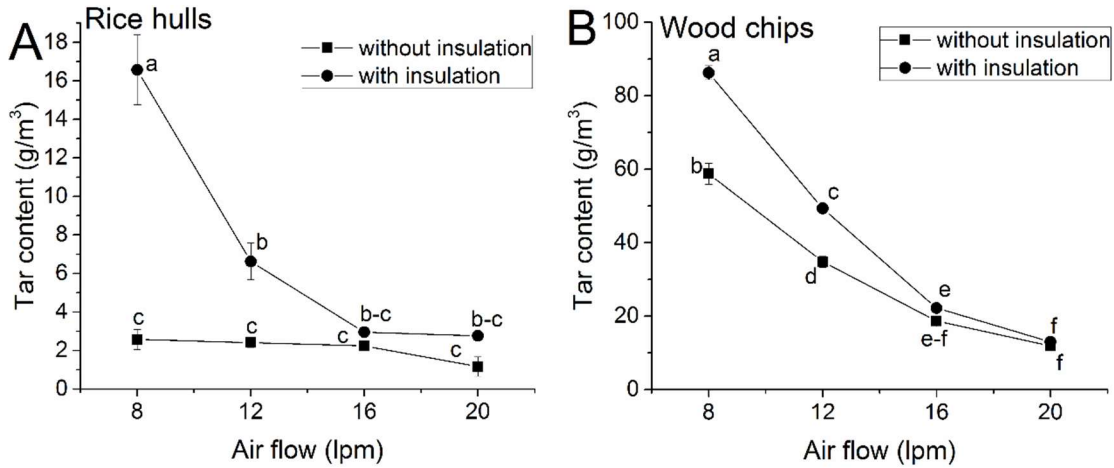 A Rice hulls
without insulation
with insulation
Tar content (g/m³)
18
16
14
12
10
8
6
4
2
0
a
b
b-c
b-c
c
c
c
c
8 12 16 20
Air flow (lpm)
B Wood chips
without insulation
with insulation
Tar content (g/m³)
100
80
60
40
20
0
a
b
c
d
e
e-f
f
f
8 12 16 20
Air flow (lpm)